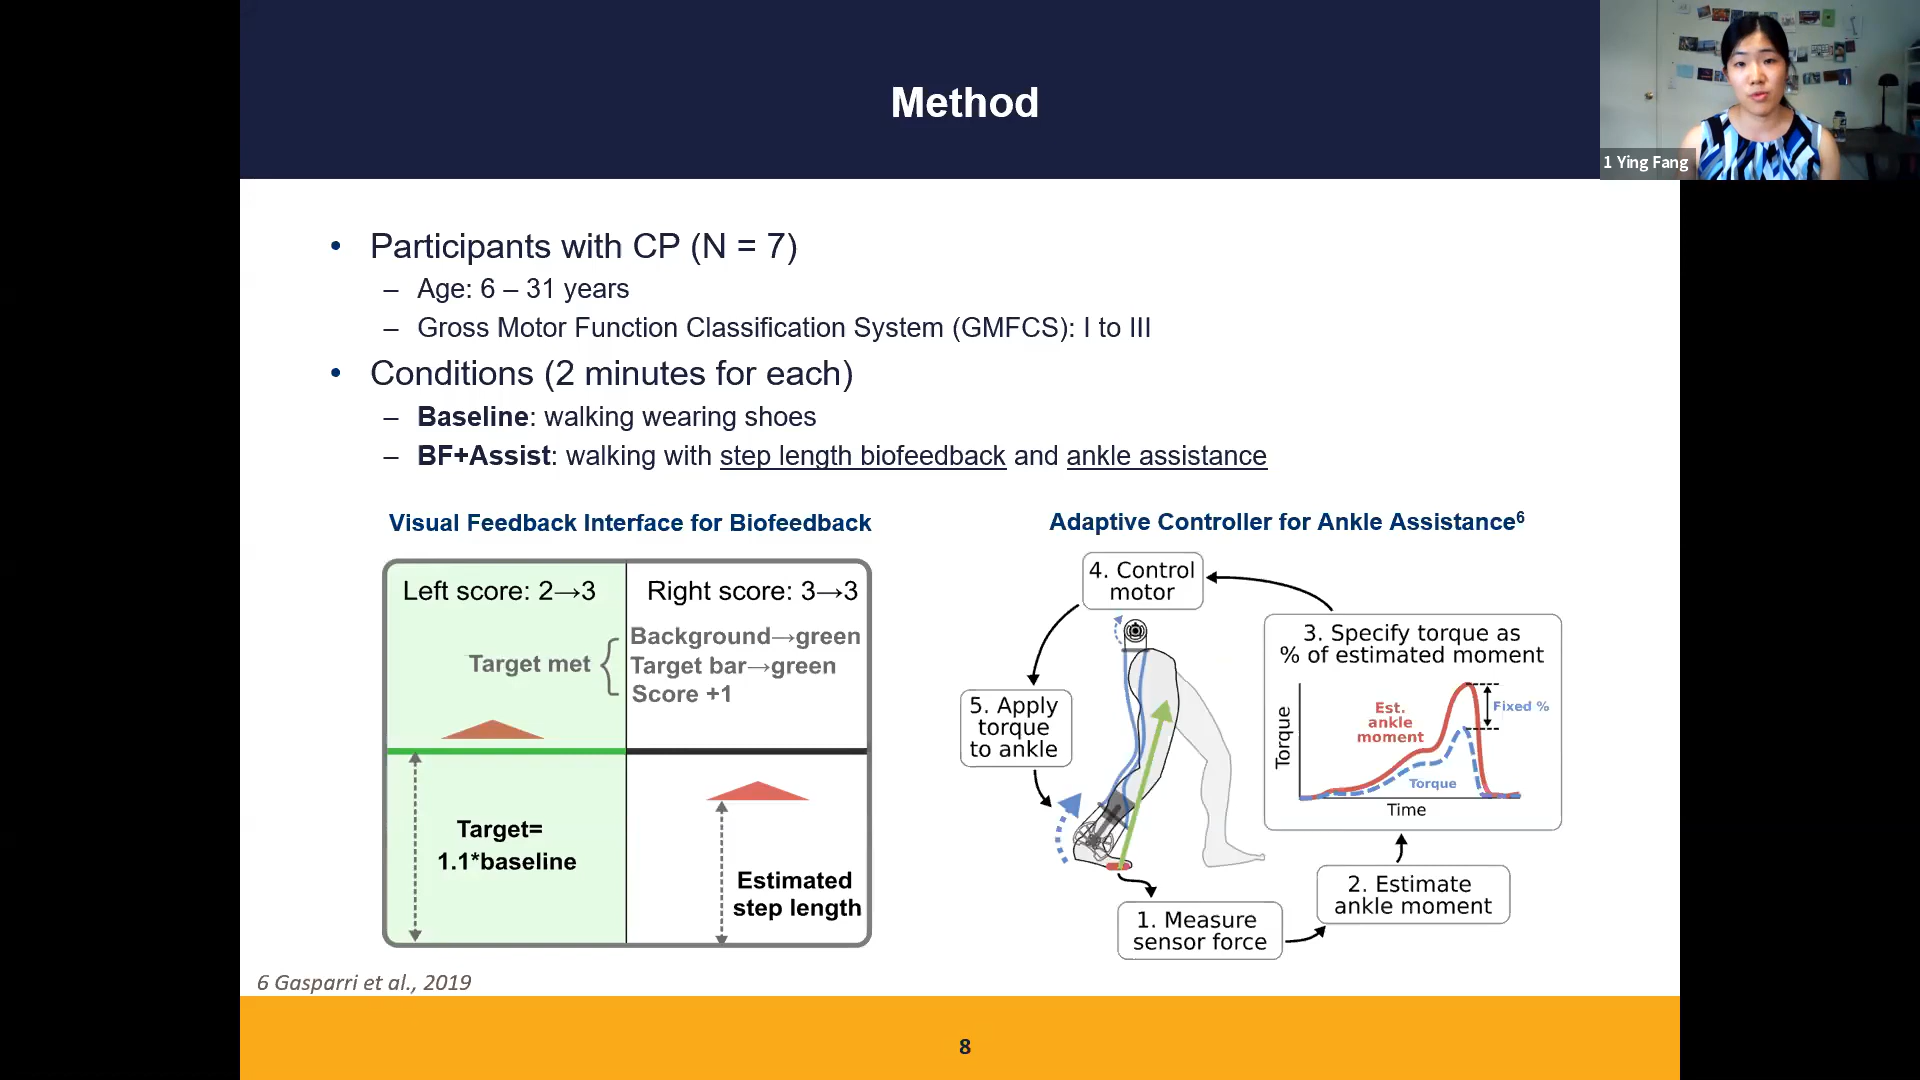 Method
1 Ying Fang
• Participants with CP (N = 7)
– Age: 6 – 31 years
– Gross Motor Function Classification System (GMFCS): I to III
• Conditions (2 minutes for each)
– Baseline: walking wearing shoes
– BF+Assist: walking with step length biofeedback and ankle assistance
Visual Feedback Interface for Biofeedback
Left score: 2→3
Right score: 3→3
Target met
Background→green
Target bar→green
Score +1
Target=
1.1*baseline
Estimated
step length
Adaptive Controller for Ankle Assistance⁶
4. Control
motor
3. Specify torque as
% of estimated moment
Torque
Est.
ankle
moment
Fixed %
Torque
Time
5. Apply
torque
to ankle
2. Estimate
ankle moment
1. Measure
sensor force
6 Gasparri et al., 2019
8